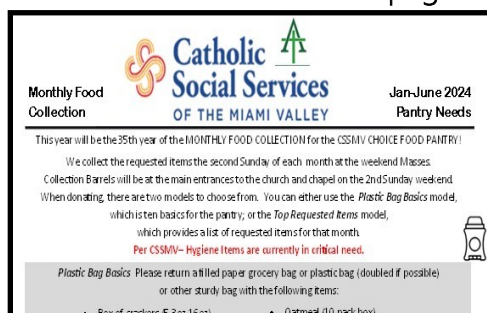 Catholic
Social Services
OF THE MIAMI VALLEY
Monthly Food
Collection
Jan-June 2024
Pantry Needs
This year will be the 35th year of the MONTHLY FOOD COLLECTION for the CSSMV CHOICE FOOD PANTRY!
We collect the requested items the second Sunday of each month at the weekend Masses.
Collection Barrels will be at the main entrances to the church and chapel on the 2nd Sunday weekend.
When donating, there are two models to choose from. You can either use the Plastic Bag Basics model,
which is ten basics for the pantry; or the Top Requested Items model,
which provides a list of requested items for that month.
Per CSSMV– Hygiene Items are currently in critical need.
Plastic Bag Basics Please return a filled paper grocery bag or plastic bag (doubled if possible)
or other sturdy bag with the following items:
• Box of crackers
• Oatmeal (10 pack box)